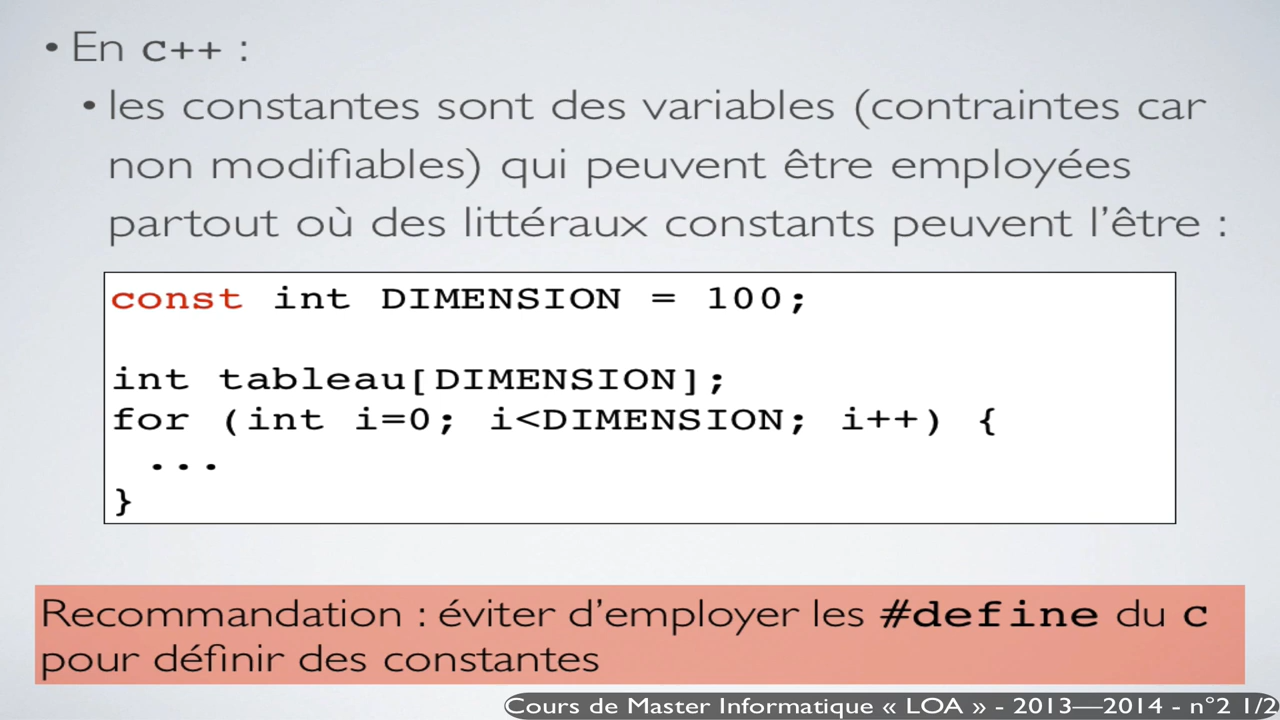 • En C++ :
• les constantes sont des variables (contraintes car
non modifiables) qui peuvent être employées
partout où des littéraux constants peuvent l’être :
const int DIMENSION = 100;
int tableau[DIMENSION];
for (int i=0; i<DIMENSION; i++) {
...
}
Recommandation : éviter d’employer les #define du C
pour définir des constantes
Cours de Master Informatique « LOA » - 2013—2014 - n°2 1/2